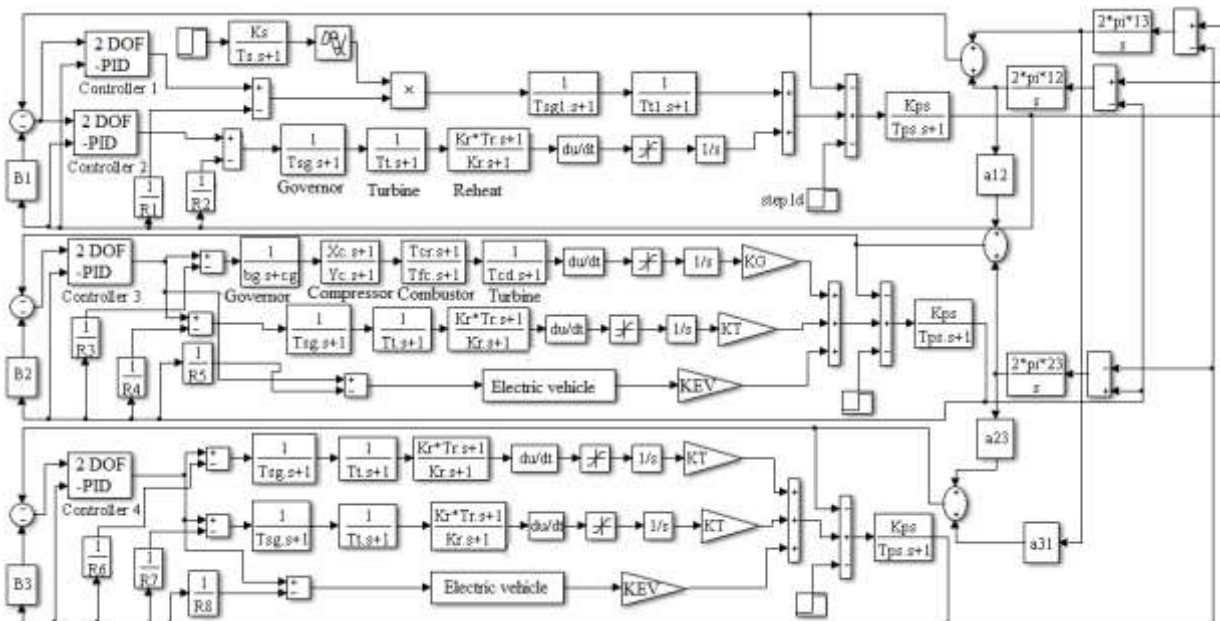 2 DOF
-PID
Controller 1
Ks
Ts.s+1
×
1
Tsg1.s+1
1
Tt1.s+1
Kps
Tps.s+1
2*pi*13
s
2*pi*12
s
2 DOF
-PID
Controller 2
1
Tsg.s+1
Governor
1
Tt.s+1
Turbine
Kr*Tr.s+1
Kr.s+1
Reheat
du/dt
1/s
B1
1
R1
1
R2
step1d
a12
2 DOF
-PID
Controller 3
1
bg.s+cg
Governor
Xc.s+1
Yc.s+1
Compressor
Tcr.s+1
Tfc.s+1
Combustor
1
Tcd.s+1
Turbine
du/dt
1/s
KG
1
R3
1
R4
1
R5
1
Tsg.s+1
1
Tt.s+1
Kr*Tr.s+1
Kr.s+1
du/dt
1/s
KT
Kps
Tps.s+1
2*pi*23
s
B2
Electric vehicle
KEV
a23
2 DOF
-PID
Controller 4
1
Tsg.s+1
1
Tt.s+1
Kr*Tr.s+1
Kr.s+1
du/dt
1/s
KT
1
R6
1
R7
1
R8
1
Tsg.s+1
1
Tt.s+1
Kr*Tr.s+1
Kr.s+1
du/dt
1/s
KT
Kps
Tps.s+1
a31
B3
Electric vehicle
KEV